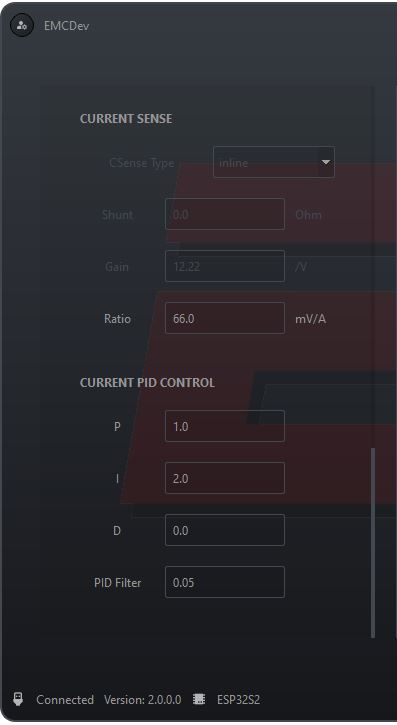 EMCDev
CURRENT SENSE
CSense Type inline
Shunt 0.0 Ohm
Gain 12.22 /V
Ratio 66.0 mV/A
CURRENT PID CONTROL
P 1.0
I 2.0
D 0.0
PID Filter 0.05
Connected Version: 2.0.0.0 ESP32S2